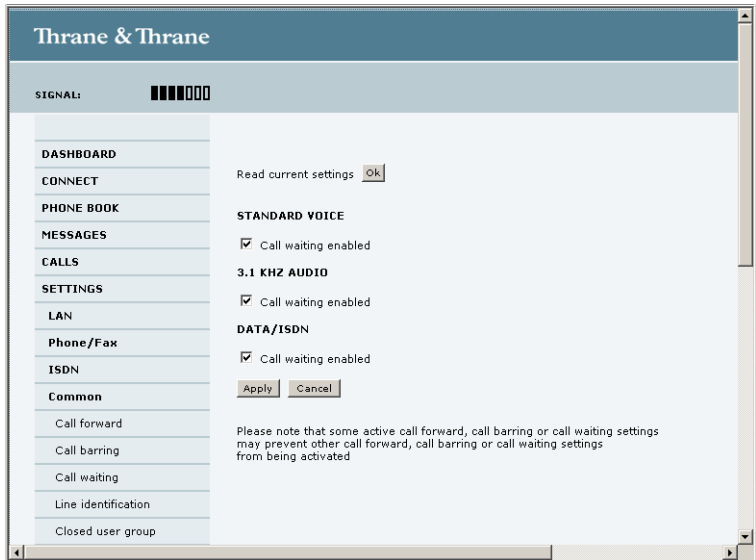 Thrane & Thrane
SIGNAL:
DASHBOARD
CONNECT
PHONE BOOK
MESSAGES
CALLS
SETTINGS
LAN
Phone/Fax
ISDN
Common
Call forward
Call barring
Call waiting
Line identification
Closed user group
Read current settings Ok
STANDARD VOICE
Call waiting enabled
3.1 KHZ AUDIO
Call waiting enabled
DATA/ISDN
Call waiting enabled
Apply Cancel
Please note that some active call forward, call barring or call waiting settings
may prevent other call forward, call barring or call waiting settings
from being activated